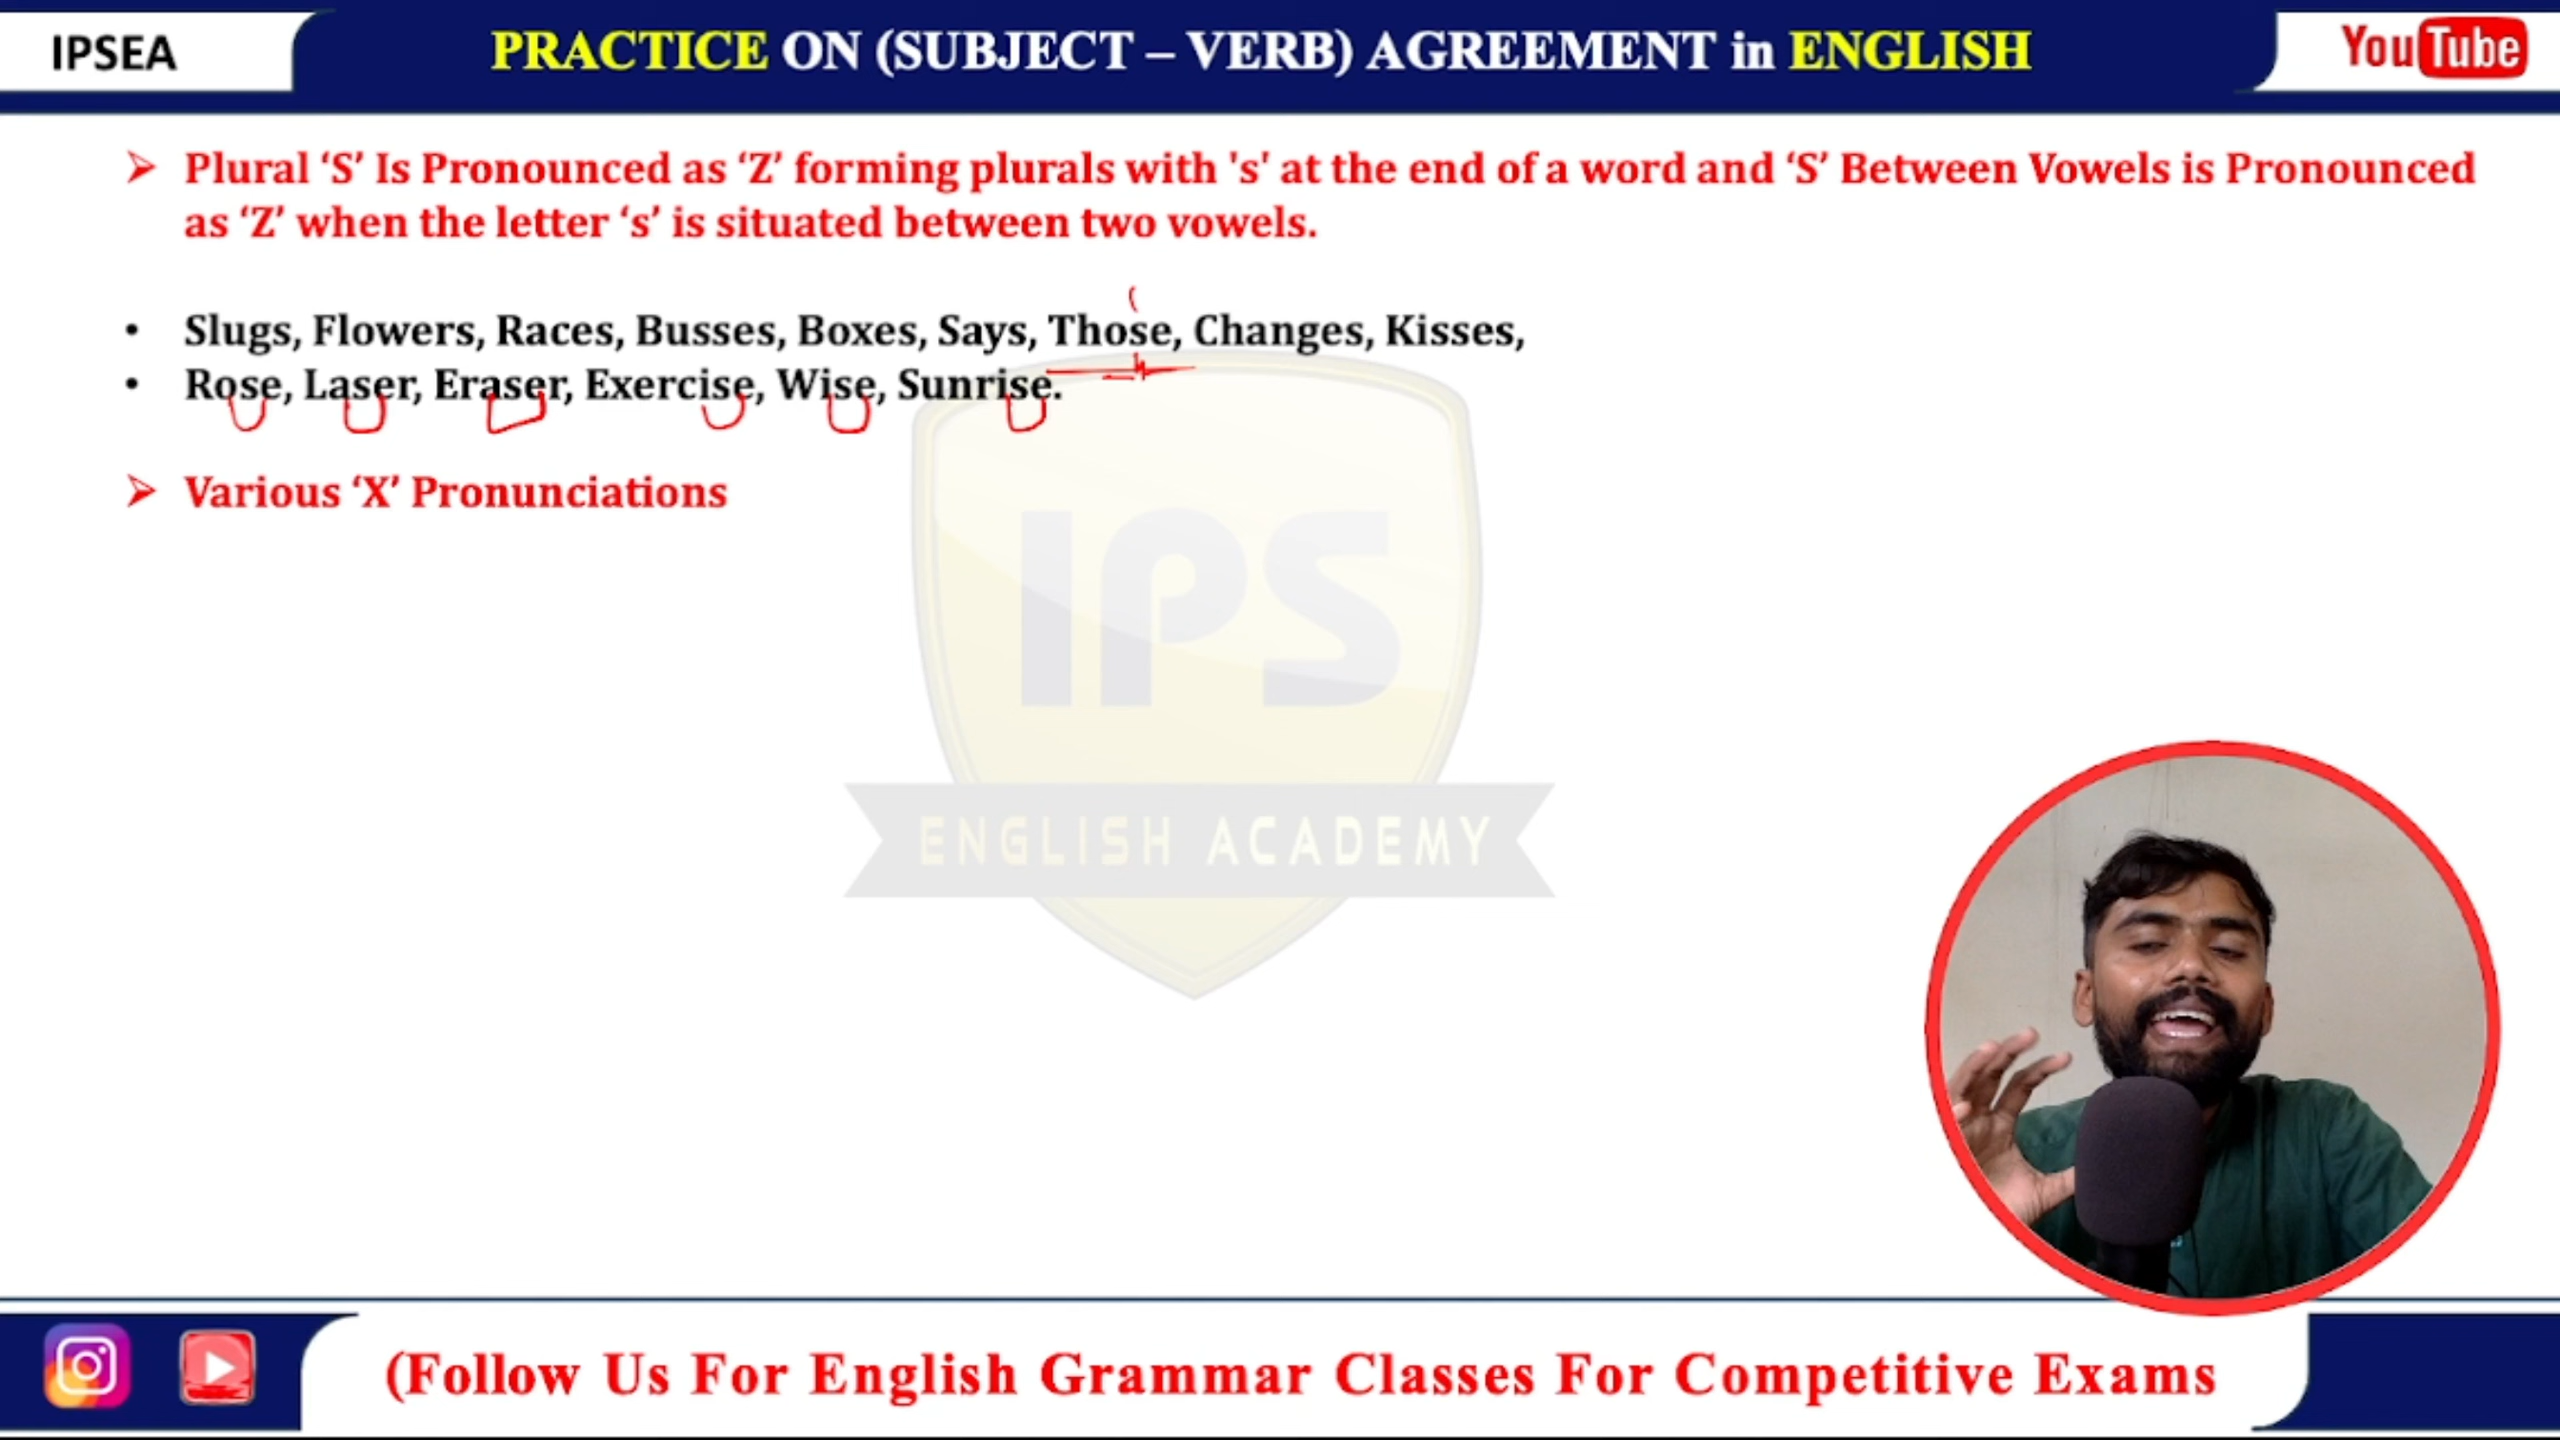 IPSEA
PRACTICE ON (SUBJECT – VERB) AGREEMENT in ENGLISH
YouTube
➢ Plural ‘S’ Is Pronounced as ‘Z’ forming plurals with 's' at the end of a word and ‘S’ Between Vowels is Pronounced
as ‘Z’ when the letter ‘s’ is situated between two vowels.
• Slugs, Flowers, Races, Busses, Boxes, Says, Those, Changes, Kisses,
• Rose, Laser, Eraser, Exercise, Wise, Sunrise.
➢ Various ‘X’ Pronunciations
IPS
ENGLISH ACADEMY
(Follow Us For English Grammar Classes For Competitive Exams